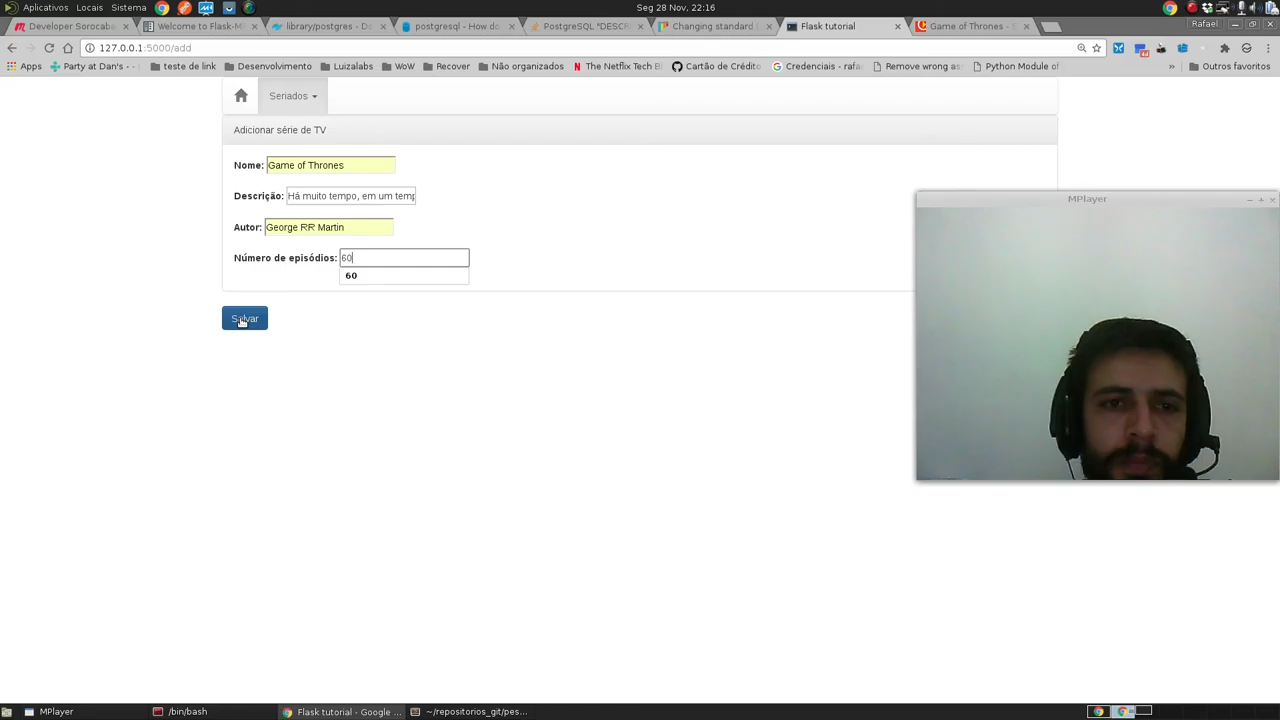 Aplicativos Locais Sistema Seg 28 Nov, 22:16
Developer Sorocaba Welcome to Flask-M library/postgres - Do postgresql - How do PostgreSQL "DESCRI Changing standard Flask tutorial Game of Thrones - S Rafael
127.0.0.1:5000/add
Apps Party at Dan's - teste de link Desenvolvimento Luizalabs WoW Recover Não organizados The Netflix Tech B Cartão de Crédito Credenciais - rafa Remove wrong as Python Module of » Outros favoritos
Seriados
Adicionar série de TV
Nome: Game of Thrones
Descrição: Há muito tempo, em um temp
Autor: George RR Martin
Número de episódios: 60
60
Salvar
MPlayer
MPlayer /bin/bash Flask tutorial - Google ... ~/repositorios_git/pes...